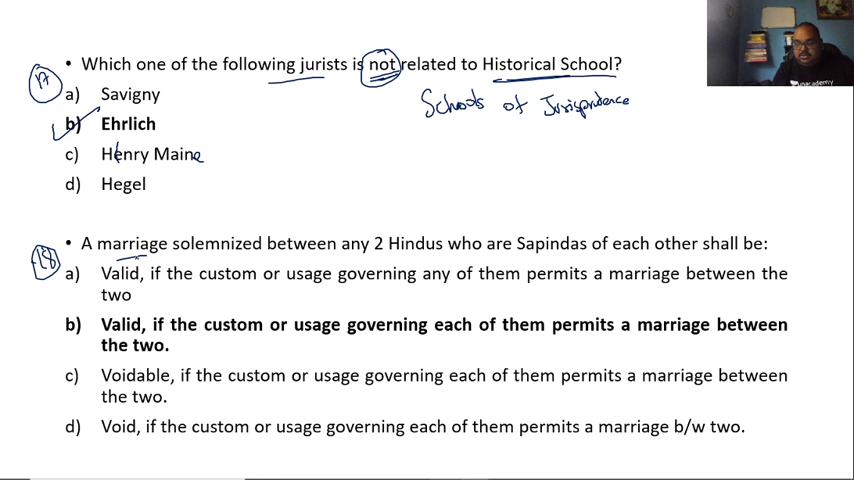 • Which one of the following jurists is not related to Historical School?
17
a) Savigny
Schools of Jurisprudence
b) Ehrlich
c) Henry Maine
d) Hegel
unacademy
• A marriage solemnized between any 2 Hindus who are Sapindas of each other shall be:
18
a) Valid, if the custom or usage governing any of them permits a marriage between the
two
b) Valid, if the custom or usage governing each of them permits a marriage between
the two.
c) Voidable, if the custom or usage governing each of them permits a marriage between
the two.
d) Void, if the custom or usage governing each of them permits a marriage b/w two.